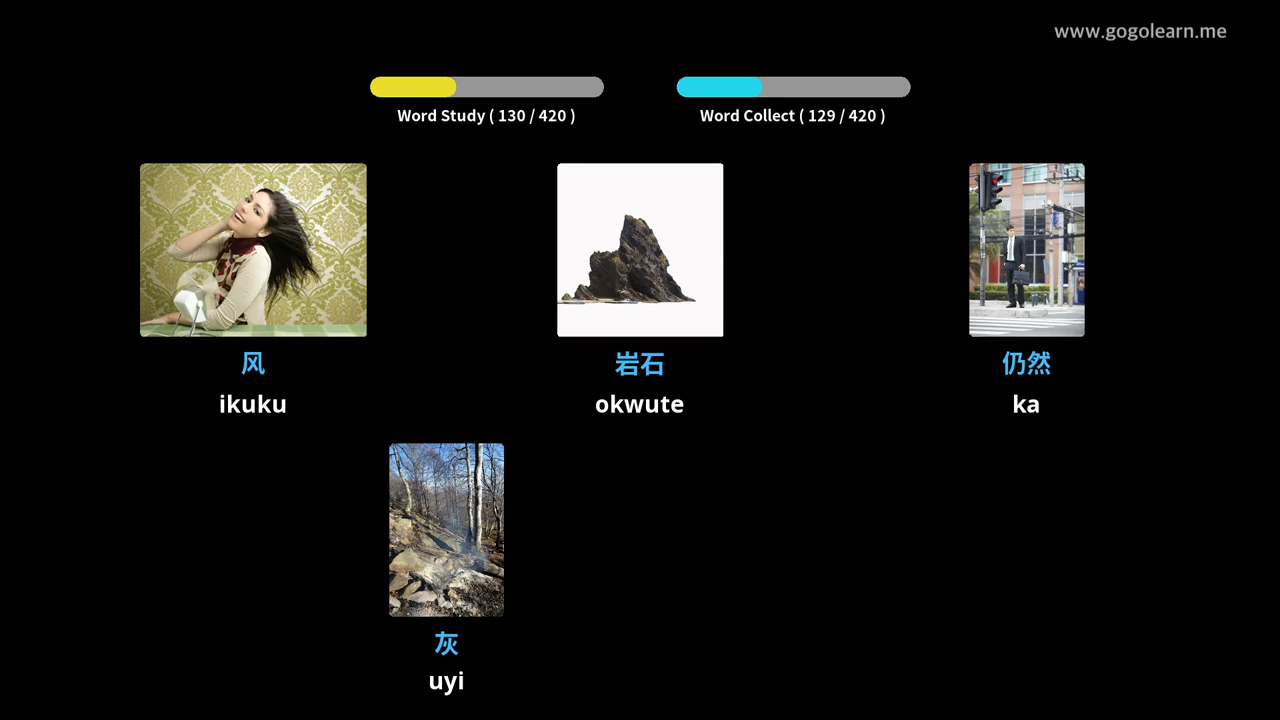 www.gogolearn.me
Word Study ( 130 / 420 )
Word Collect ( 129 / 420 )
风
岩石
仍然
ikuku
okwute
ka
灰
uyi